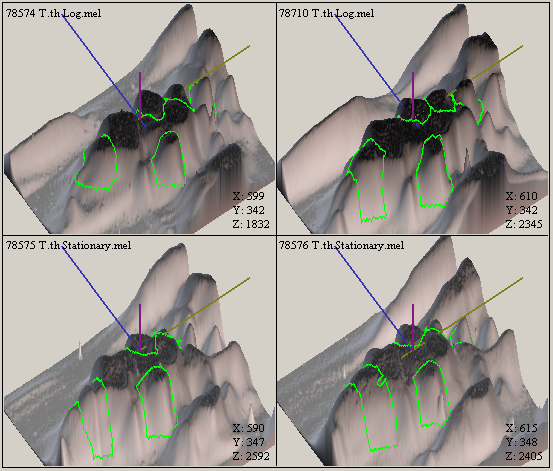 78574 T.th Log.mel
X: 599
Y: 342
Z: 1832
78710 T.th Log.mel
X: 610
Y: 342
Z: 2345
78575 T.th Stationary.mel
X: 590
Y: 347
Z: 2592
78576 T.th Stationary.mel
X: 615
Y: 348
Z: 2405